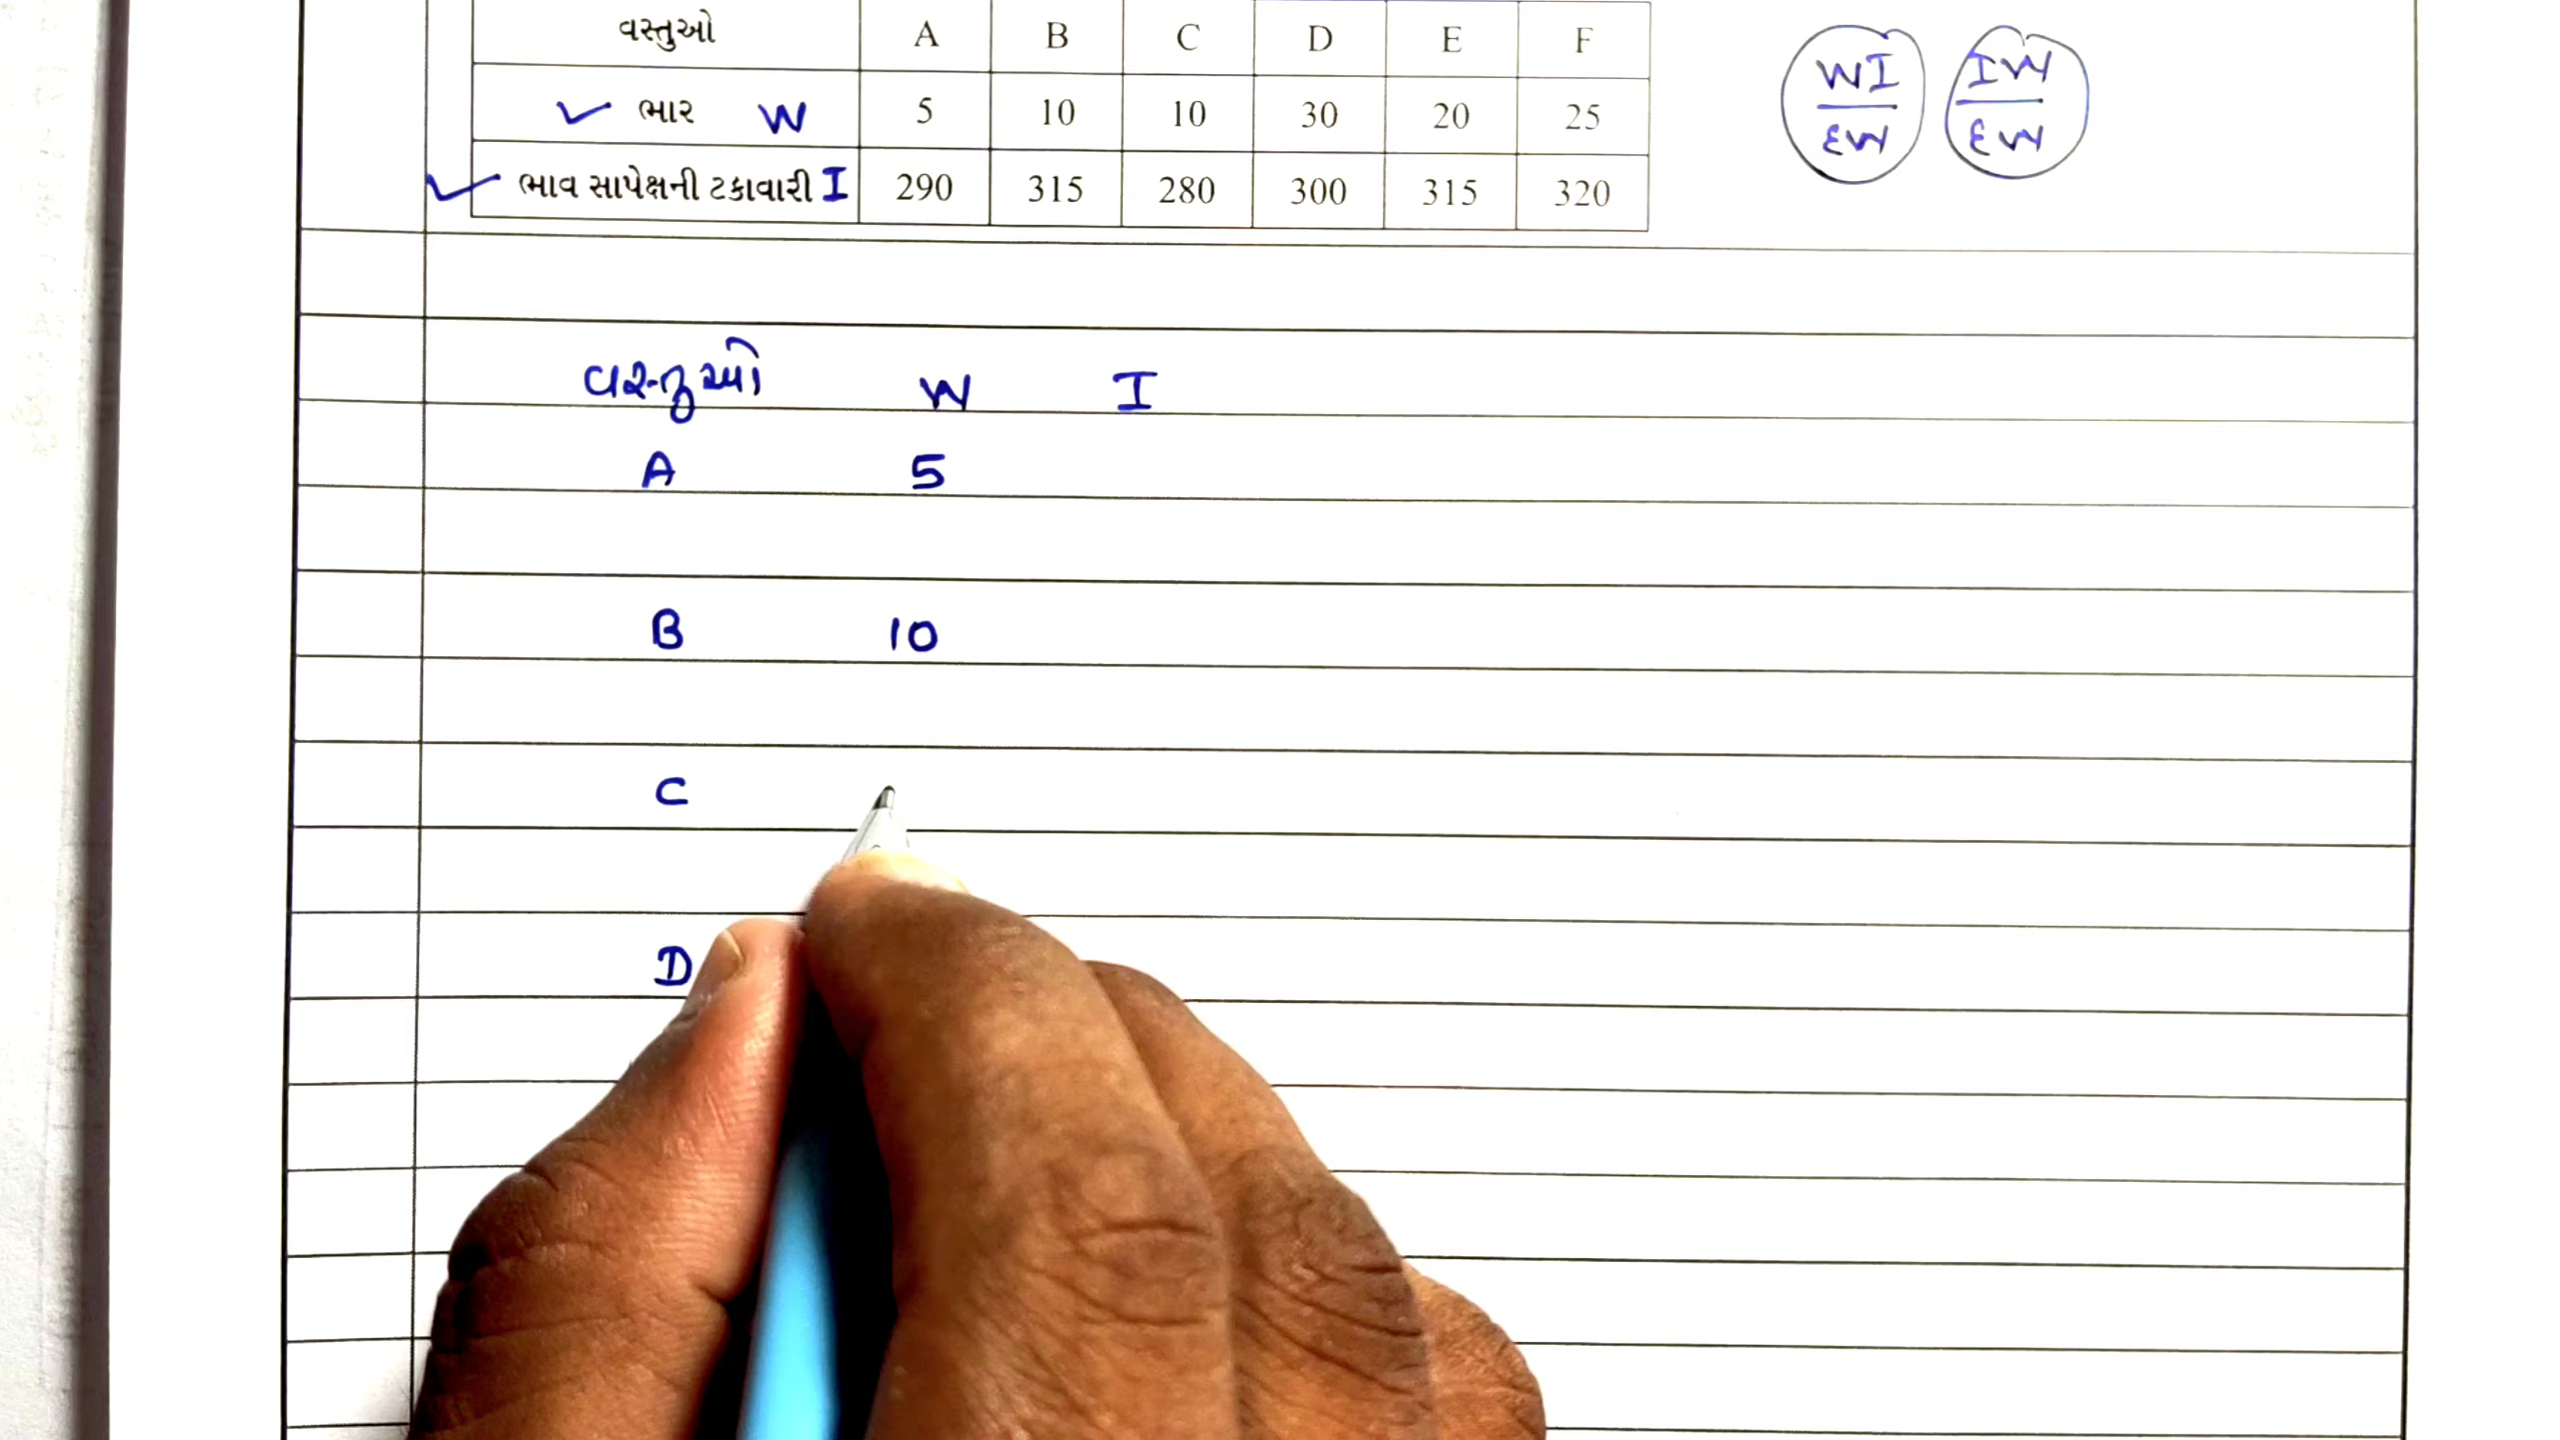 વસ્તુઓ A B C D E F
ભાર W 5 10 10 30 20 25
ભાવ સાપેક્ષની ટકાવારી I 290 315 280 300 315 320
WI IW
ΣW ΣW
વસ્તુઓ W I
A 5
B 10
C
D